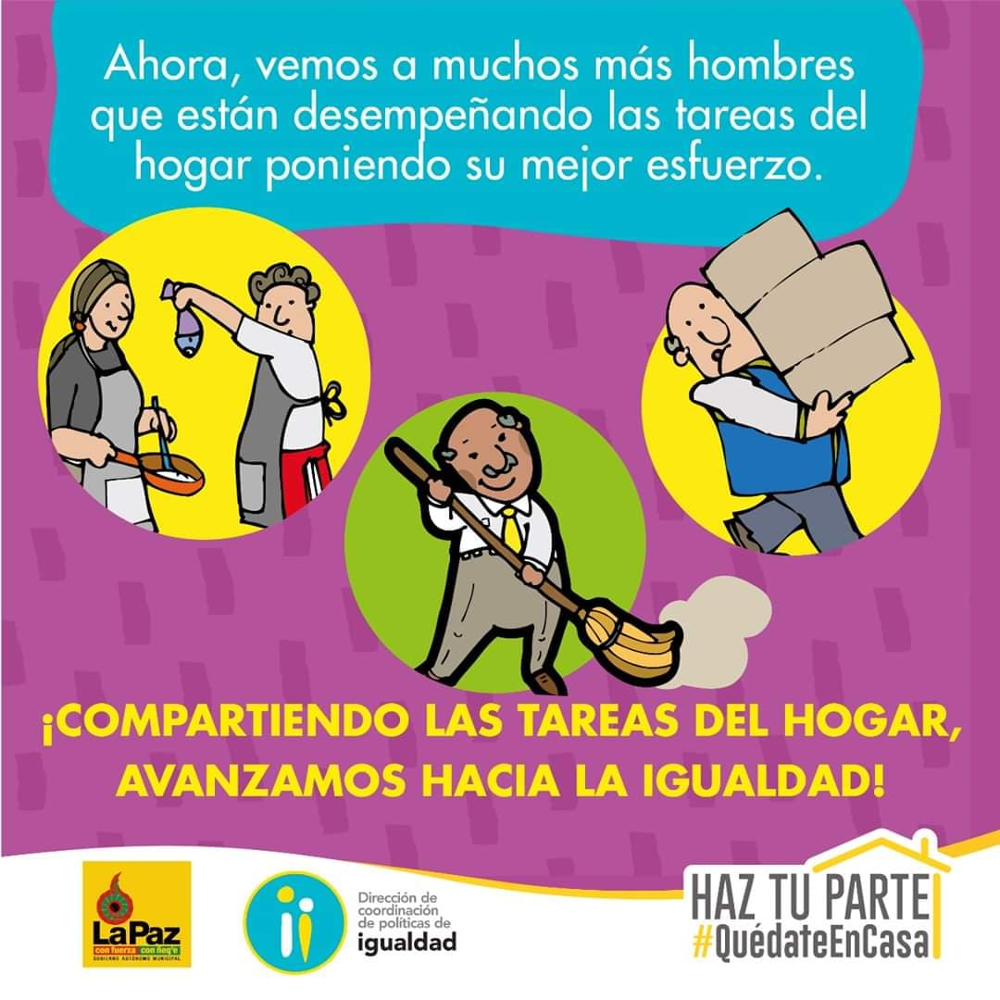 Ahora, vemos a muchos más hombres
que están desempeñando las tareas del
hogar poniendo su mejor esfuerzo.
¡COMPARTIENDO LAS TAREAS DEL HOGAR,
AVANZAMOS HACIA LA IGUALDAD!
LaPaz
con fuerza con ñeq'e
GOBIERNO AUTÓNOMO MUNICIPAL
Dirección de
coordinación
de políticas de
igualdad
HAZ TU PARTE
#QuédateEnCasa